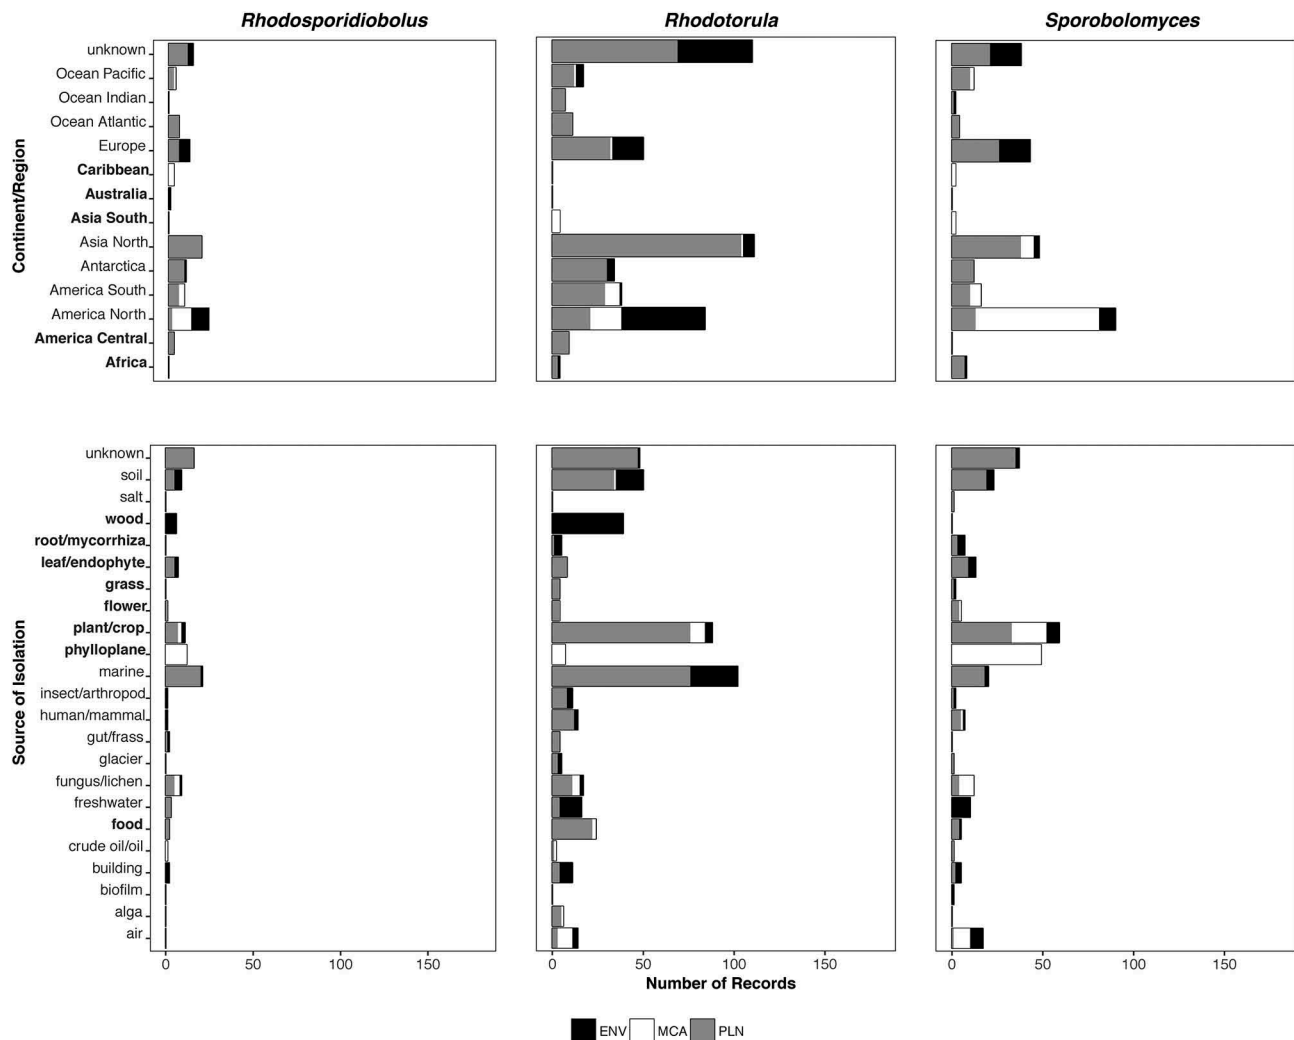 Rhodosporidiobolus
Rhodotorula
Sporobolomyces
Continent/Region
unknown
Ocean Pacific
Ocean Indian
Ocean Atlantic
Europe
Caribbean
Australia
Asia South
Asia North
Antarctica
America South
America North
America Central
Africa
Source of Isolation
unknown
soil
salt
wood
root/mycorrhiza
leaf/endophyte
grass
flower
plant/crop
phylloplane
marine
insect/arthropod
human/mammal
gut/frass
glacier
fungus/lichen
freshwater
food
crude oil/oil
building
biofilm
alga
air
0 50 100 150
0 50 100 150
0 50 100 150
Number of Records
ENV MCA PLN